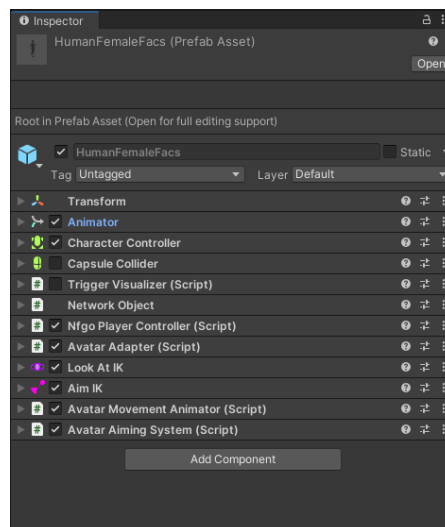 Inspector
HumanFemaleFacs (Prefab Asset)
Open
Root in Prefab Asset (Open for full editing support)
HumanFemaleFacs Static
Tag Untagged Layer Default
Transform
Animator
Character Controller
Capsule Collider
# Trigger Visualizer (Script)
# Network Object
# Nfgo Player Controller (Script)
# Avatar Adapter (Script)
Look At IK
Aim IK
# Avatar Movement Animator (Script)
# Avatar Aiming System (Script)
Add Component